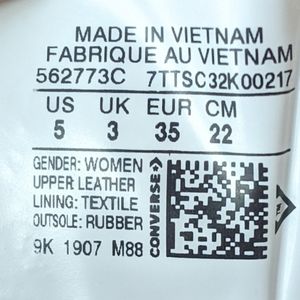 MADE IN VIETNAM
FABRIQUE AU VIETNAM
562773C 7TTSC32K00217
US UK EUR CM
5 3 35 22
GENDER: WOMEN
UPPER: LEATHER
LINING: TEXTILE
OUTSOLE: RUBBER
9K 1907 M88
CONVERSE